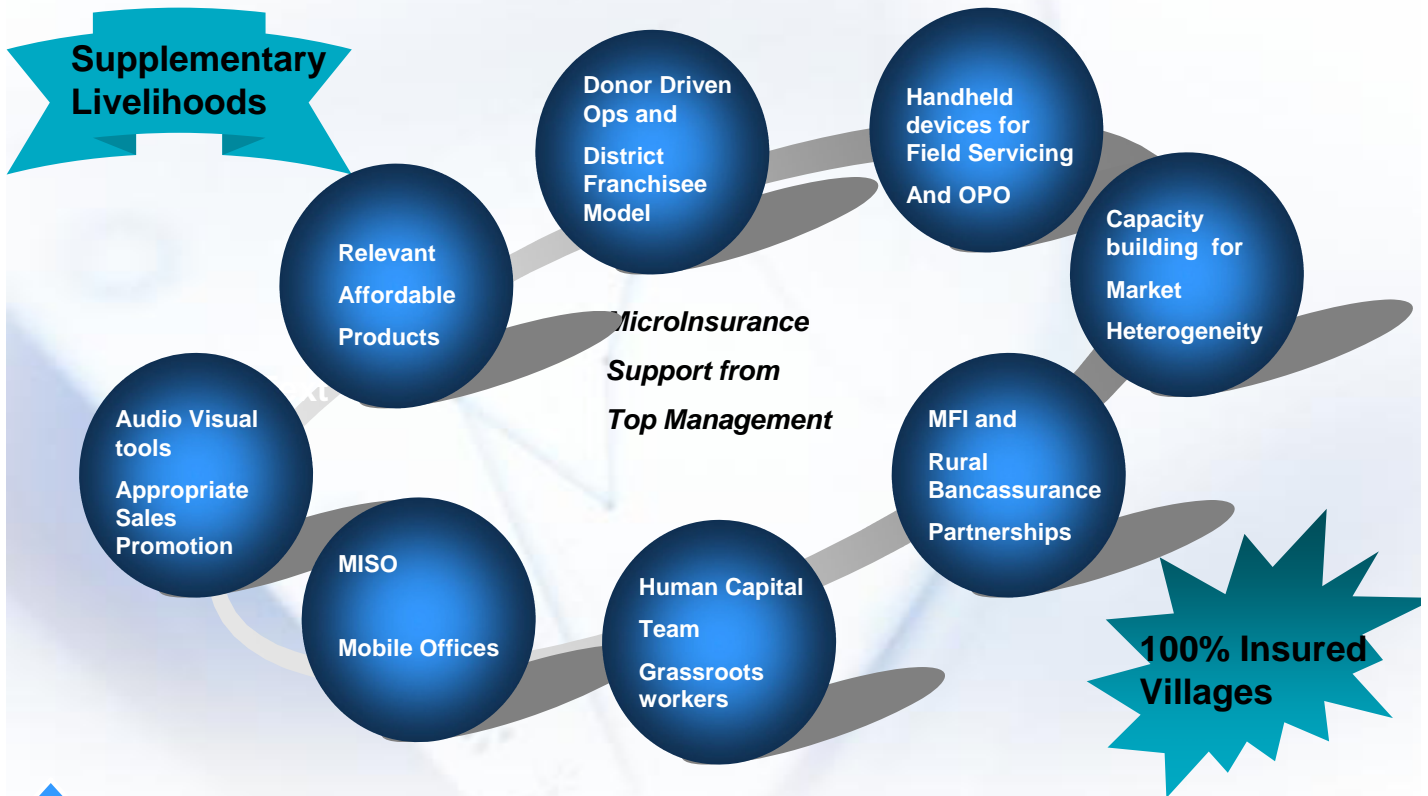 Supplementary
Livelihoods
Donor Driven
Ops and
District
Franchisee
Model
Handheld
devices for
Field Servicing
And OPO
Capacity
building for
Market
Heterogeneity
Relevant
Affordable
Products
MicroInsurance
Support from
Top Management
Audio Visual
tools
Appropriate
Sales
Promotion
MFI and
Rural
Bancassurance
Partnerships
MISO
Mobile Offices
Human Capital
Team
Grassroots
workers
100% Insured
Villages